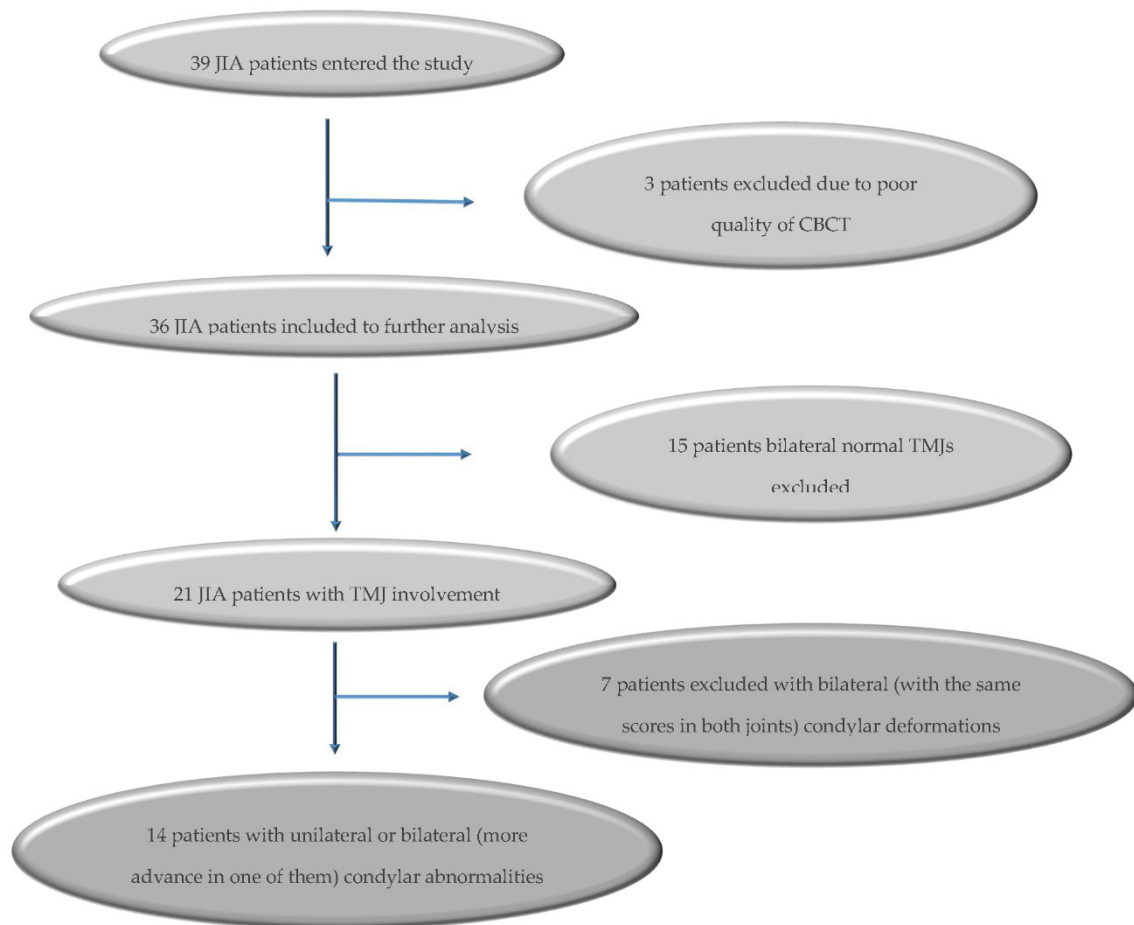 39 JIA patients entered the study
3 patients excluded due to poor
quality of CBCT
36 JIA patients included to further analysis
15 patients bilateral normal TMJs
excluded
21 JIA patients with TMJ involvement
7 patients excluded with bilateral (with the same
scores in both joints) condylar deformations
14 patients with unilateral or bilateral (more
advance in one of them) condylar abnormalities